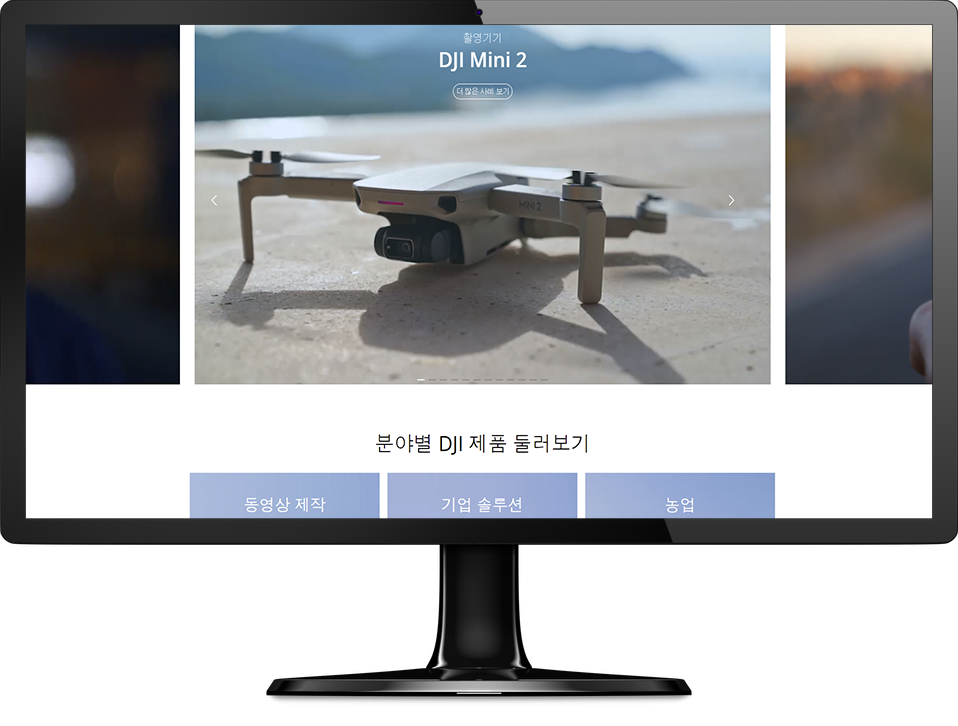 촬영기기
DJI Mini 2
더 많은 사례 보기
MINI 2
분야별 DJI 제품 둘러보기
동영상 제작
기업 솔루션
농업